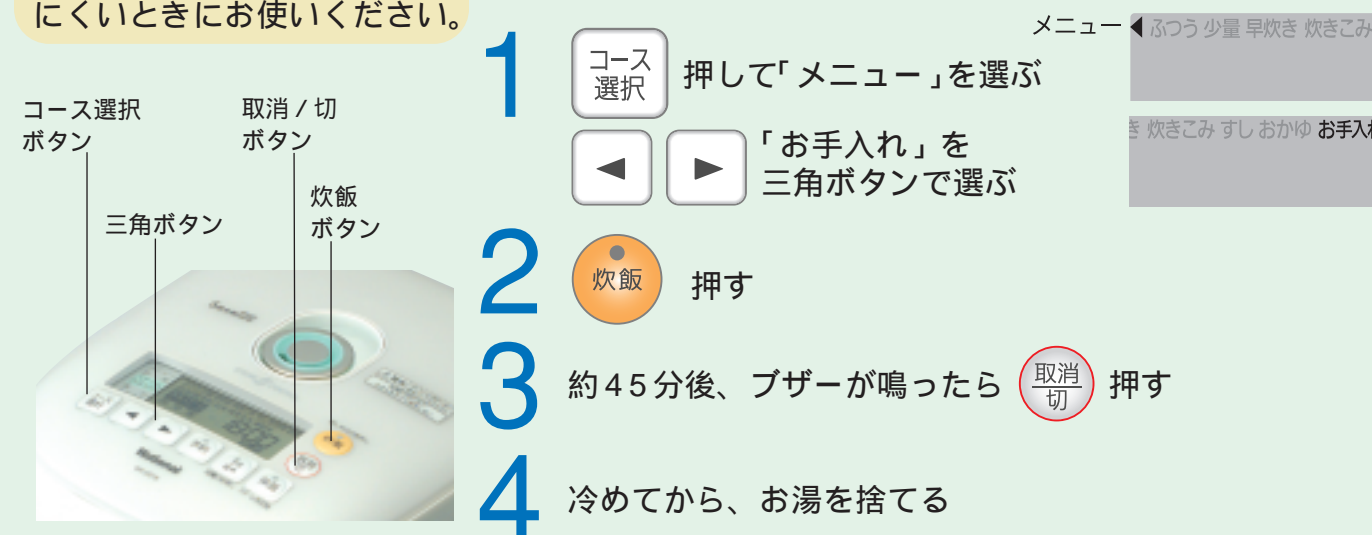 にくいときにお使いください。
コース選択
ボタン
取消/切
ボタン
三角ボタン
炊飯
ボタン
National
1
コース
選択
押して「メニュー」を選ぶ
「お手入れ」を
三角ボタンで選ぶ
メニュー
ふつう 少量 早炊き 炊きこみ
き 炊きこみ すし おかゆ お手入れ
2
炊飯
押す
3
約45分後、ブザーが鳴ったら
取消
切
押す
4
冷めてから、お湯を捨てる